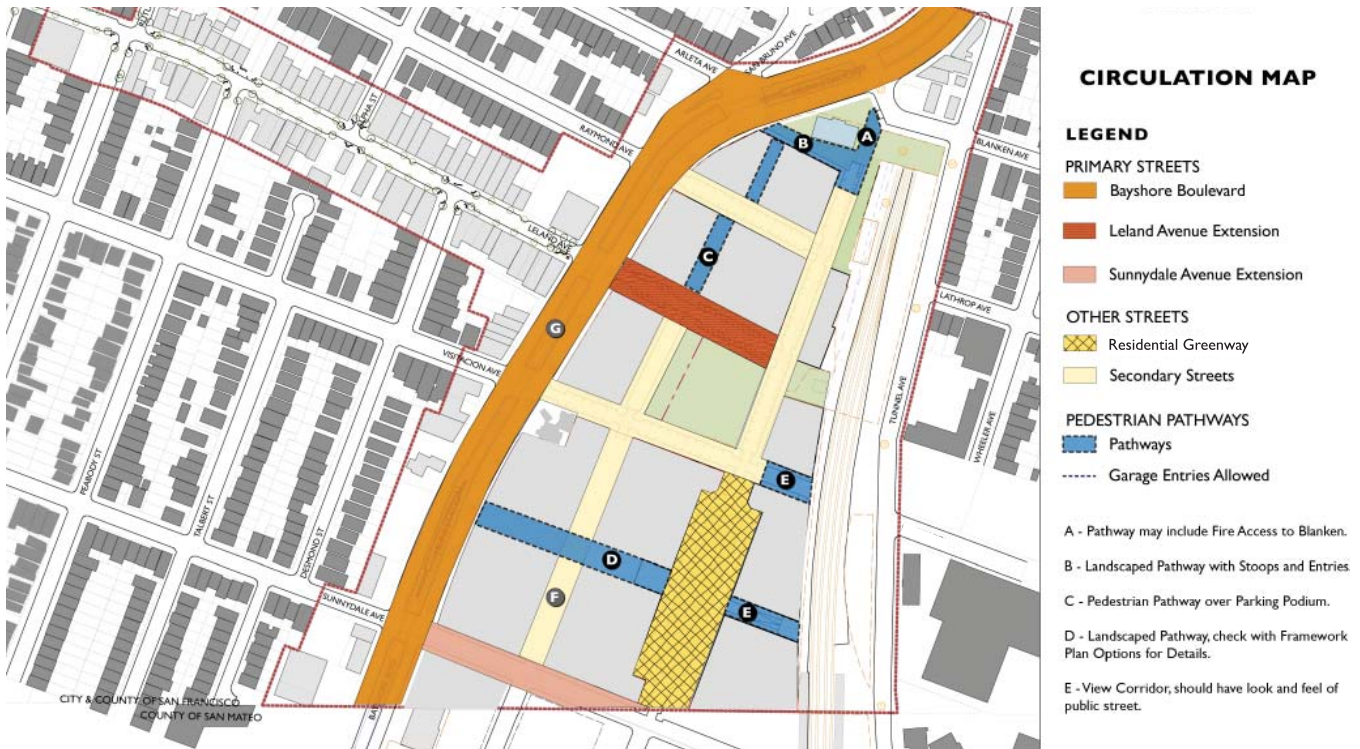 CIRCULATION MAP
LEGEND
PRIMARY STREETS
Bayshore Boulevard
Leland Avenue Extension
Sunnydale Avenue Extension
OTHER STREETS
Residential Greenway
Secondary Streets
PEDESTRIAN PATHWAYS
Pathways
Garage Entries Allowed
A - Pathway may include Fire Access to Blanken.
B - Landscaped Pathway with Stoops and Entries
C - Pedestrian Pathway over Parking Podium.
D - Landscaped Pathway, check with Framework
Plan Options for Details.
E - View Corridor, should have look and feel of
public street.
ARLETA AVE
RAYMOND AVE
ALPHA ST
LELAND AVE
VISITACION AVE
PEABODY ST
TALBERT ST
DESMOND ST
SUNNYDALE AVE
BLANKEN AVE
LATHROP AVE
TUNNEL AVE
WHEELER AVE
A
B
C
G
E
D
F
E
CITY & COUNTY OF SAN FRANCISCO
COUNTY OF SAN MATEO